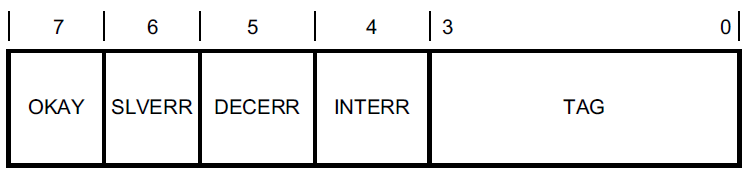 7 6 5 4 3 0
OKAY SLVERR DECERR INTERR TAG